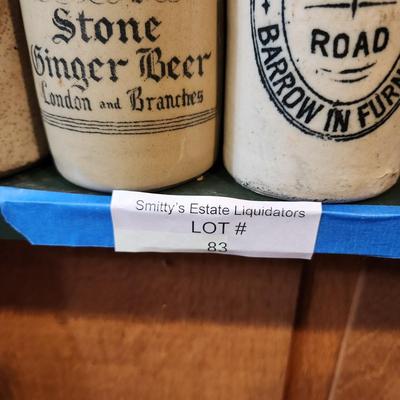 Stone
Ginger Beer
London and Branches
ROAD
BARROW IN FURN
Smitty's Estate Liquidators
LOT #
83